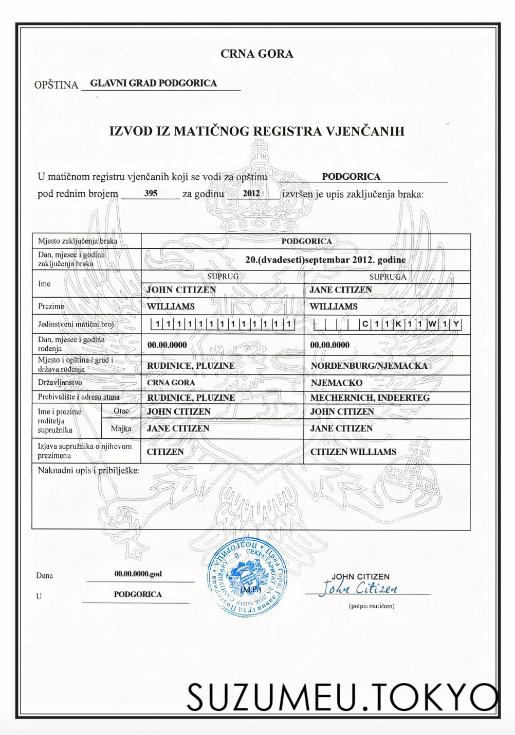 CRNA GORA
OPŠTINA GLAVNI GRAD PODGORICA
IZVOD IZ MATIČNOG REGISTRA VJENČANIH
U matičnom registru vjenčanih koji se vodi za opštinu PODGORICA
pod rednim brojem 395 za godinu 2012 izvršen je upis zaključenja braka:
Mjesto zaključenja braka PODGORICA
Dan, mjesec i godina zaključenja braka 20.(dvadeseti)septembar 2012. godine
SUPRUG SUPRUGA
Ime JOHN CITIZEN JANE CITIZEN
Prezime WILLIAMS WILLIAMS
Jedinstveni matični broj 1 1 1 1 1 1 1 1 1 1 1 1 1 C 1 1 K 1 1 W 1 Y
Dan, mjesec i godina rođenja 00.00.0000 00.00.0000
Mjesto i opština / grad i država rođenja RUDINICE, PLUZINE NORDENBURG/NJEMACKA
Državljanstvo CRNA GORA NJEMACKO
Prebivalište i adresa stana RUDINICE, PLUZINE MECHERNICH, INDEERTEG
Ime i prezime roditelja supružnika Otac JOHN CITIZEN JOHN CITIZEN
Majka JANE CITIZEN JANE CITIZEN
Izjava supružnika o njihovom prezimenu CITIZEN CITIZEN WILLIAMS
Naknadni upis i pribilješke:
Dana 00.00.0000.god
U PODGORICA
(M.P.)
JOHN CITIZEN
John Citizen
(potpis matičara)
SUZUMEU.TOKYO